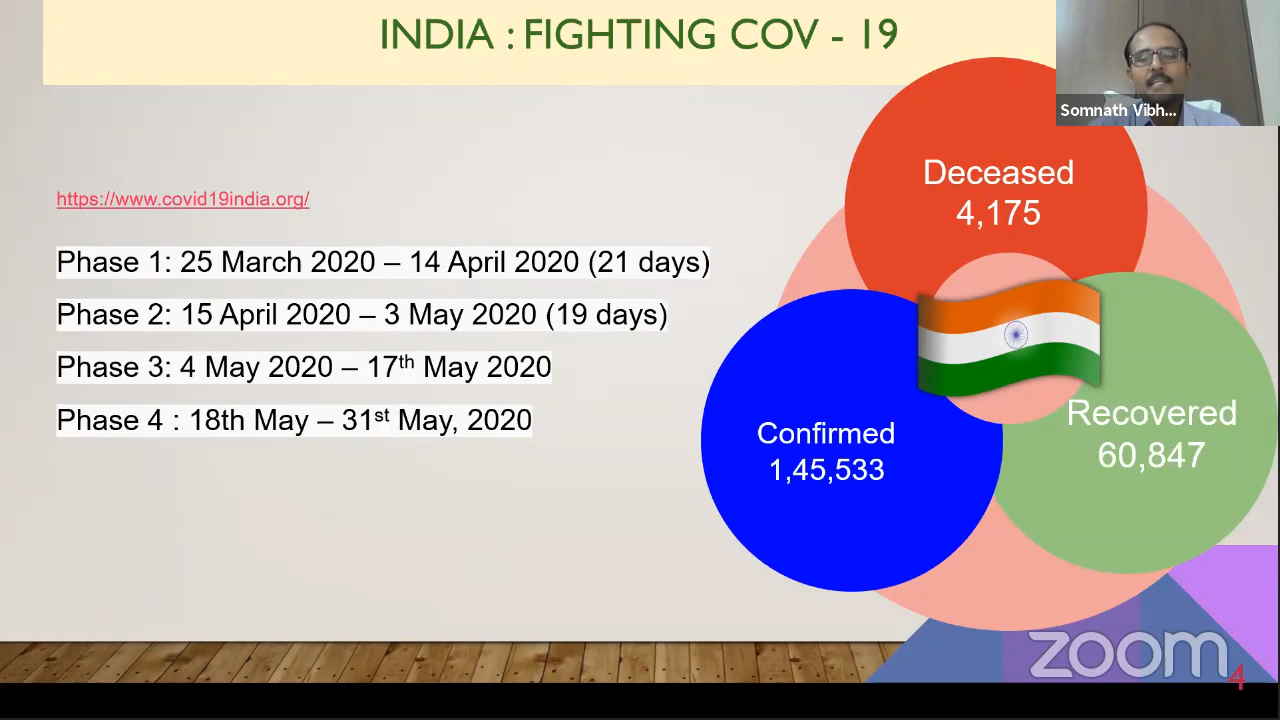 INDIA : FIGHTING COV - 19
Somnath Vibh...
https://www.covid19india.org/
Phase 1: 25 March 2020 – 14 April 2020 (21 days)
Phase 2: 15 April 2020 – 3 May 2020 (19 days)
Phase 3: 4 May 2020 – 17th May 2020
Phase 4 : 18th May – 31st May, 2020
Deceased
4,175
Confirmed
1,45,533
Recovered
60,847
zoom
4